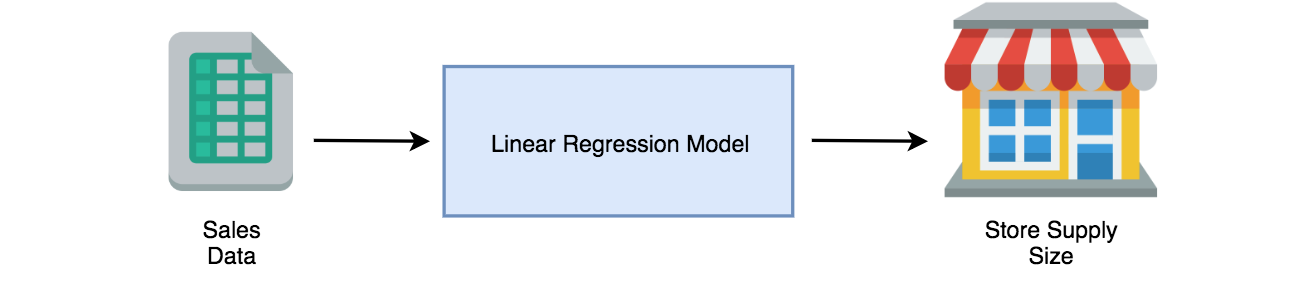 Sales
Data
Linear Regression Model
Store Supply
Size